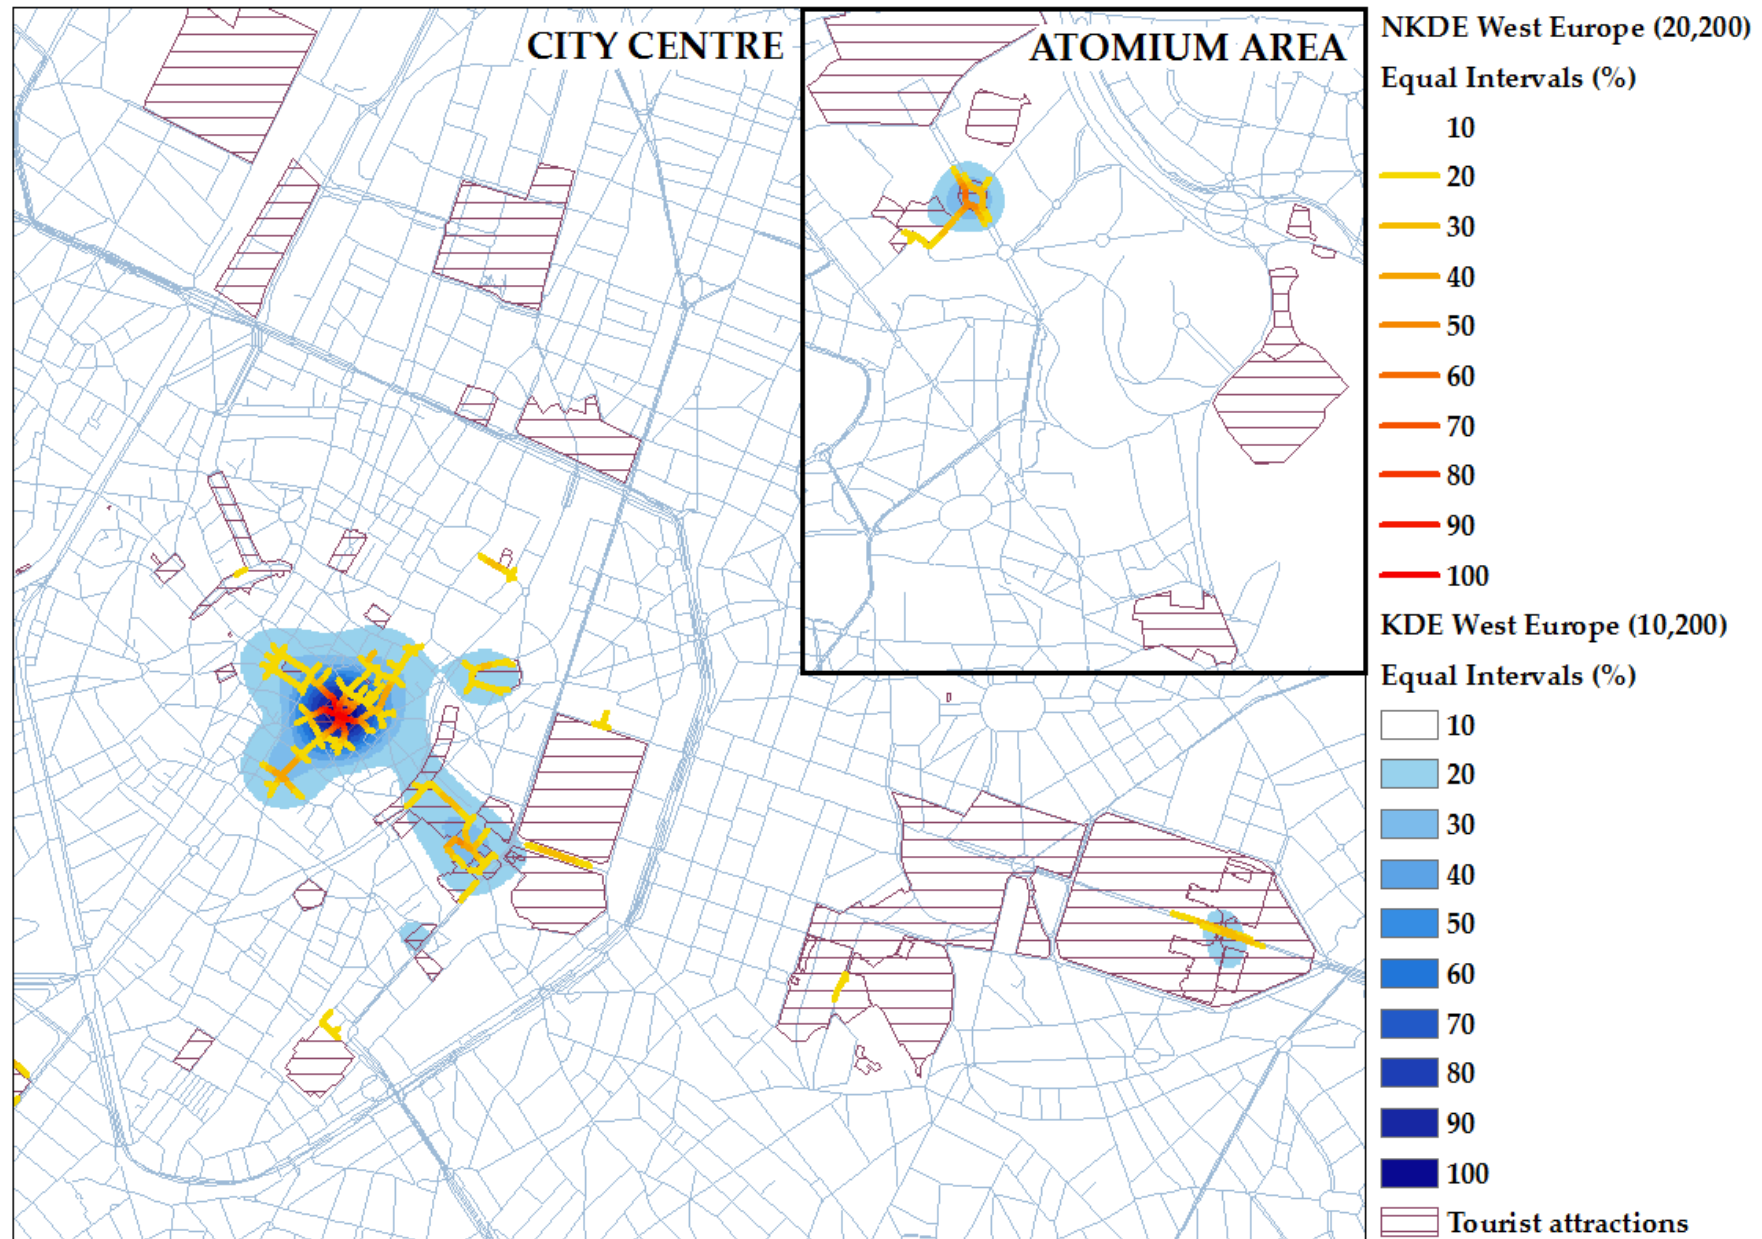 CITY CENTRE
ATOMIUM AREA
NKDE West Europe (20,200)
Equal Intervals (%)
10
20
30
40
50
60
70
80
90
100
KDE West Europe (10,200)
Equal Intervals (%)
10
20
30
40
50
60
70
80
90
100
Tourist attractions